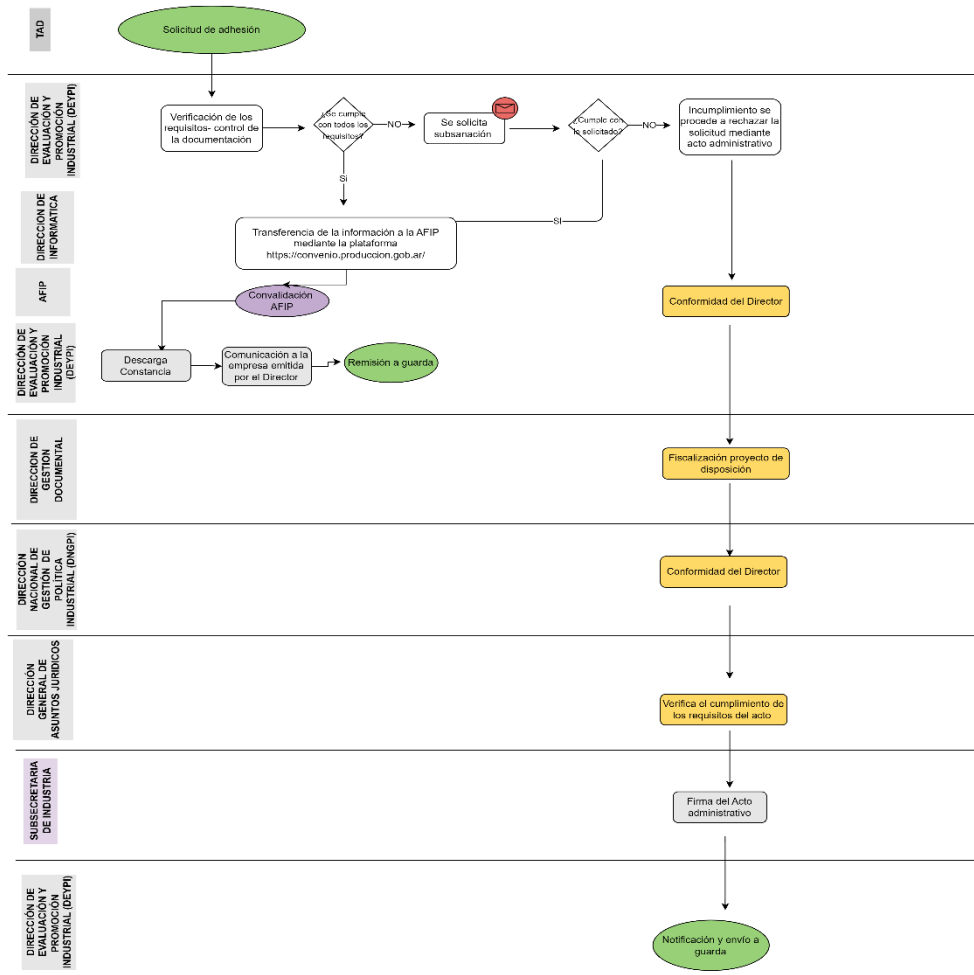 TAD
Solicitud de adhesión
DIRECCIÓN DE
EVALUACIÓN Y
PROMOCIÓN
INDUSTRIAL (DEYPI)
Verificación de los
requisitos- control de
la documentación
¿Se cumple
con todos los
requisitos?
NO
Se solicita
subsanación
¿Cumple con
lo solicitado?
NO
Incumplimiento se
procede a rechazar la
solicitud mediante
acto administrativo
Si
SI
DIRECCION DE
INFORMATICA
Transferencia de la información a la AFIP
mediante la plataforma
https://convenio.produccion.gob.ar/
AFIP
Convalidación
AFIP
Conformidad del Director
DIRECCIÓN DE
EVALUACIÓN Y
PROMOCIÓN
INDUSTRIAL
(DEYPI)
Descarga
Constancia
Comunicación a la
empresa emitida
por el Director
Remisión a guarda
DIRECCION DE
GESTION
DOCUMENTAL
Fiscalización proyecto de
disposición
DIRECCIÓN
NACIONAL DE
GESTIÓN DE
POLÍTICA
INDUSTRIAL (DNGPI)
Conformidad del Director
DIRECCIÓN
GENERAL DE
ASUNTOS JURIDICOS
Verifica el cumplimiento de
los requisitos del acto
SUBSECRETARIA
DE INDUSTRIA
Firma del Acto
administrativo
DIRECCIÓN DE
EVALUACIÓN Y
PROMOCIÓN
INDUSTRIAL (DEYPI)
Notificación y envío a
guarda